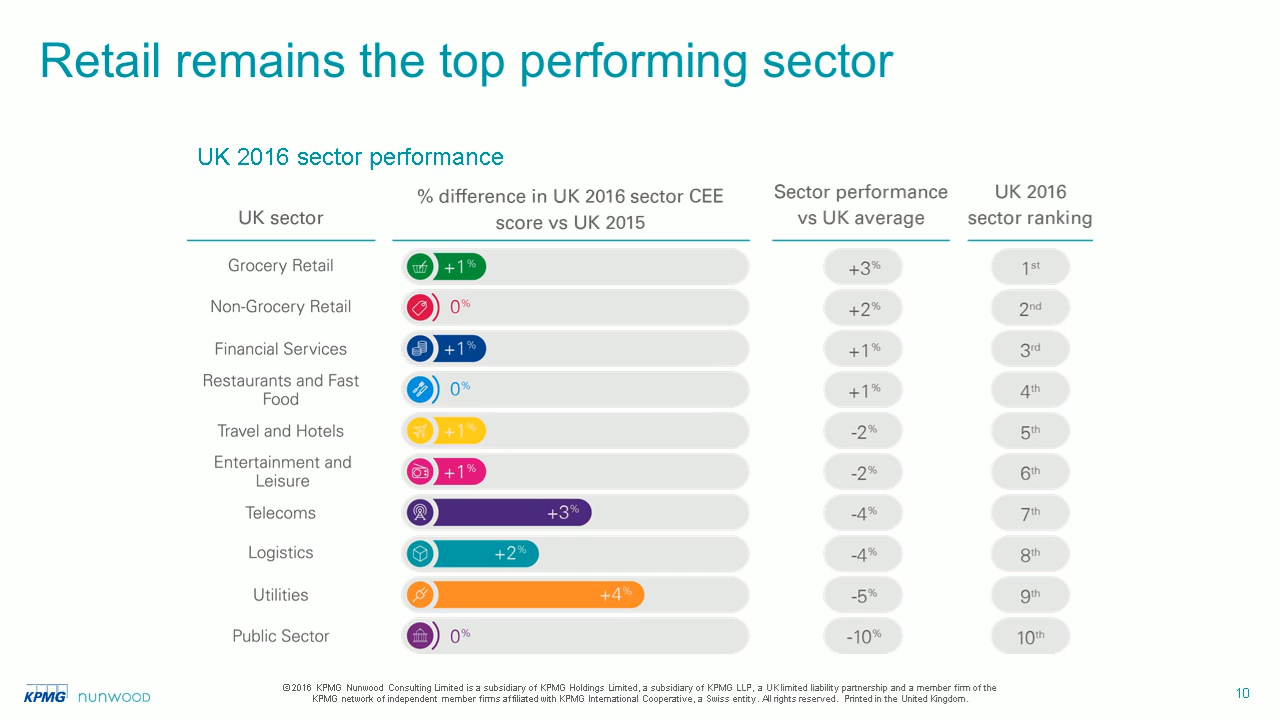 Retail remains the top performing sector
UK 2016 sector performance
UK sector
% difference in UK 2016 sector CEE
score vs UK 2015
Sector performance
vs UK average
UK 2016
sector ranking
Grocery Retail +1% +3% 1st
Non-Grocery Retail 0% +2% 2nd
Financial Services +1% +1% 3rd
Restaurants and Fast
Food 0% +1% 4th
Travel and Hotels +1% -2% 5th
Entertainment and
Leisure +1% -2% 6th
Telecoms +3% -4% 7th
Logistics +2% -4% 8th
Utilities +4% -5% 9th
Public Sector 0% -10% 10th
KPMG nunwood
©2016 KPMG Nunwood Consulting Limited is a subsidiary of KPMG Holdings Limited, a subsidiary of KPMG LLP, a UK limited liability partnership and a member firm of the
KPMG network of independent member firms affiliated with KPMG International Cooperative, a Swiss entity. All rights reserved. Printed in the United Kingdom.
10